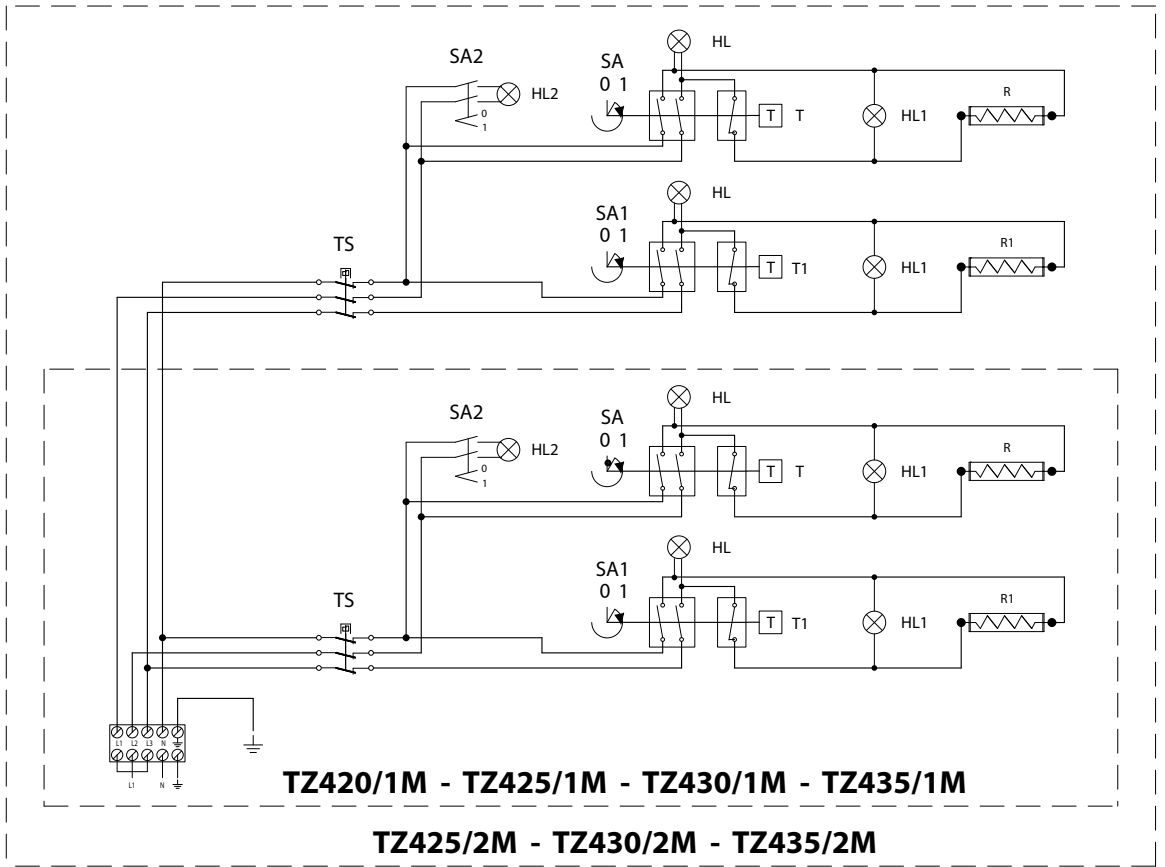 HL
SA2
SA
0 1
HL2
0
1
T
T
HL1
R
HL
SA1
0 1
TS
T
T1
HL1
R1
HL
SA2
SA
0 1
HL2
0
1
T
T
HL1
R
HL
SA1
0 1
TS
T
T1
HL1
R1
L1 L2 L3 N
L1 N
TZ420/1M - TZ425/1M - TZ430/1M - TZ435/1M
TZ425/2M - TZ430/2M - TZ435/2M